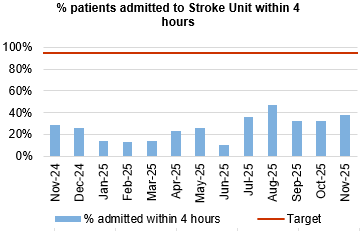 % patients admitted to Stroke Unit within 4
hours
100%
80%
60%
40%
20%
0%
Nov-24
Dec-24
Jan-25
Feb-25
Mar-25
Apr-25
May-25
Jun-25
Jul-25
Aug-25
Sep-25
Oct-25
Nov-25
% admitted within 4 hours
Target